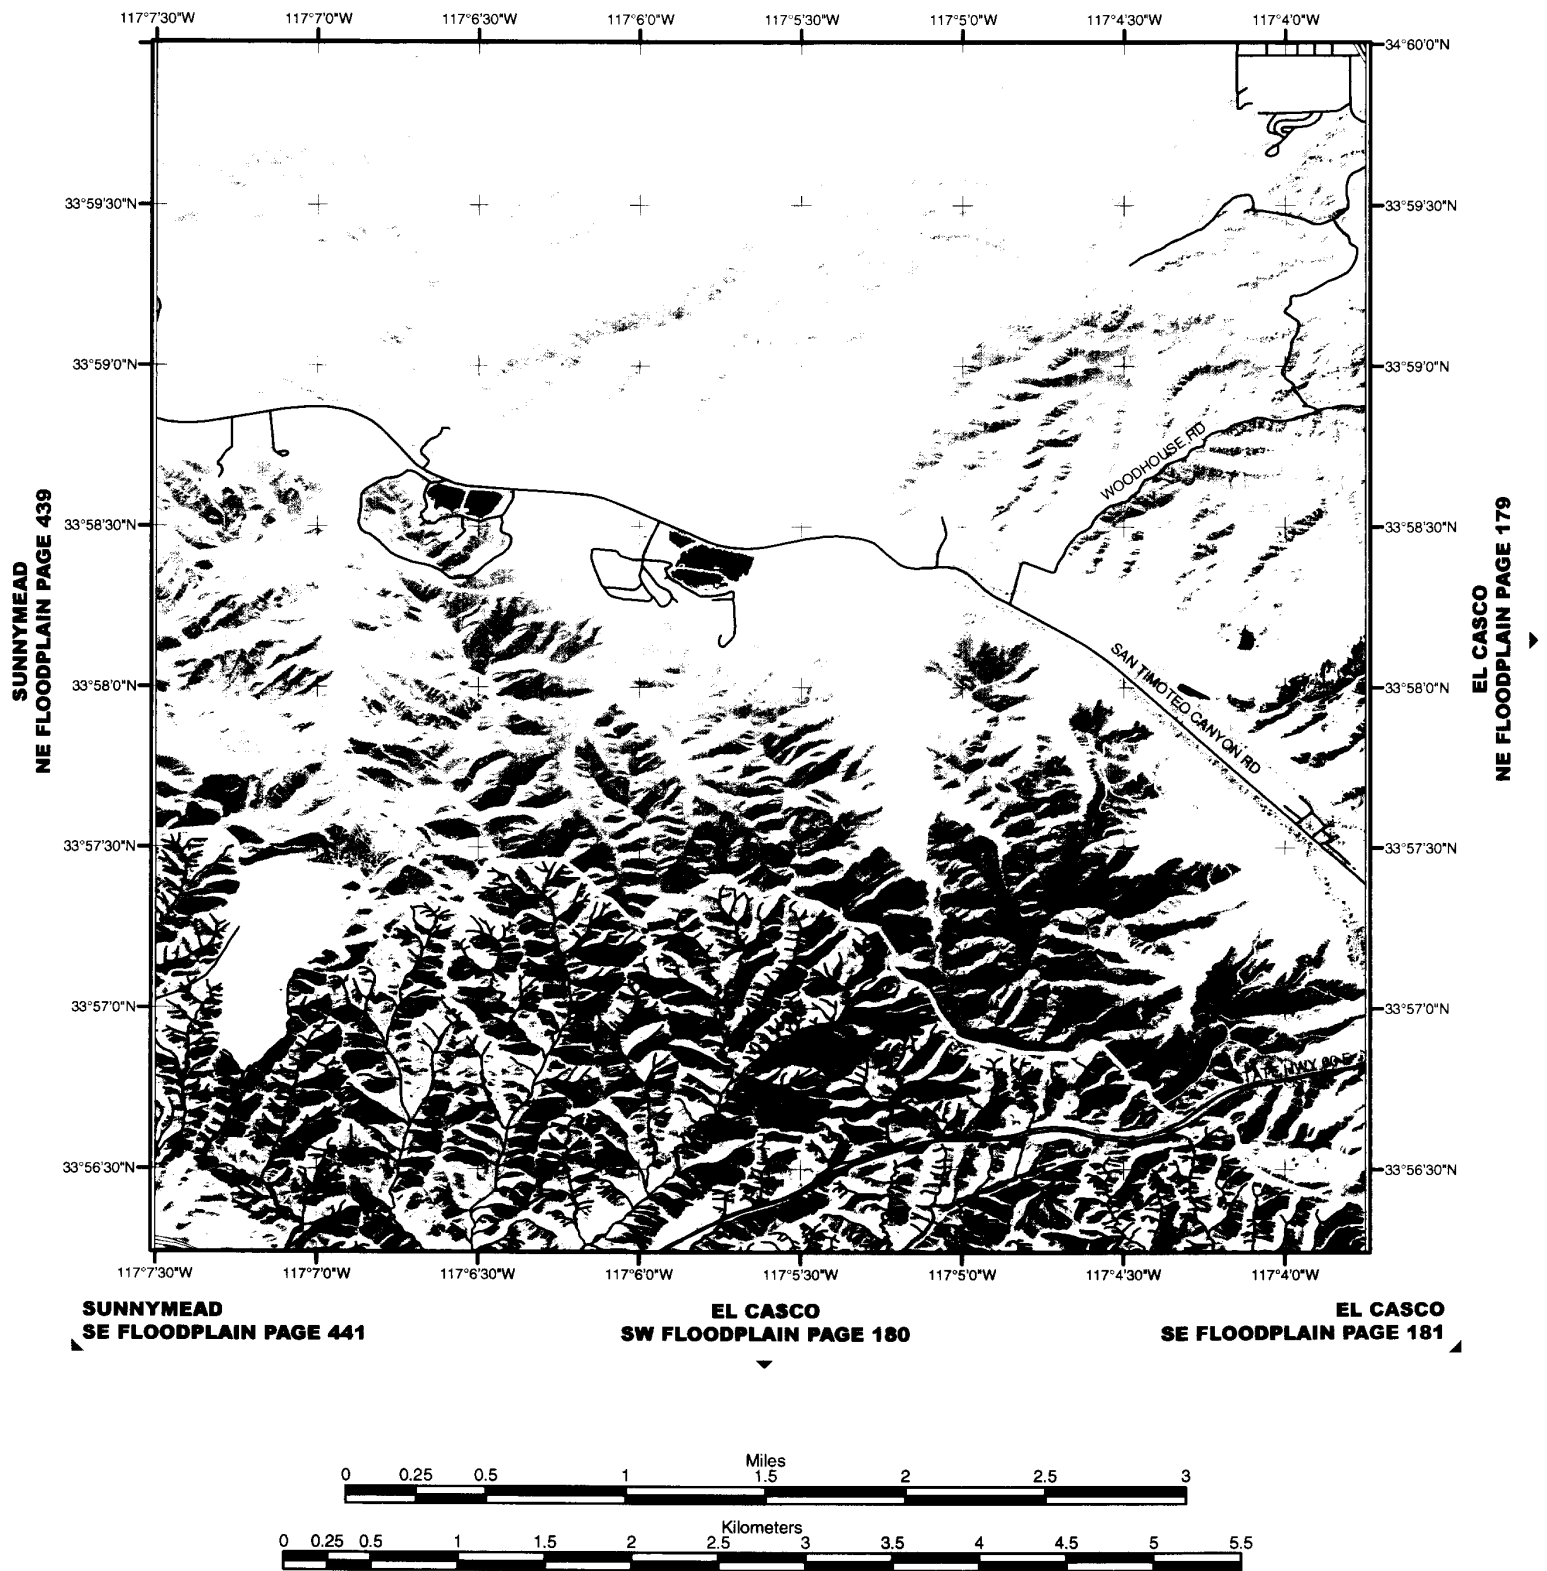 117°7'30"W 117°7'0"W 117°6'30"W 117°6'0"W 117°5'30"W 117°5'0"W 117°4'30"W 117°4'0"W
34°60'0"N
33°59'30"N 33°59'30"N
33°59'0"N 33°59'0"N
WOODHOUSE RD
33°58'30"N 33°58'30"N
SUNNYMEAD
NE FLOODPLAIN PAGE 439
EL CASCO
NE FLOODPLAIN PAGE 179
SAN TIMOTEO CANYON RD
33°58'0"N 33°58'0"N
33°57'30"N 33°57'30"N
33°57'0"N 33°57'0"N
HWY 60 E
33°56'30"N 33°56'30"N
117°7'30"W 117°7'0"W 117°6'30"W 117°6'0"W 117°5'30"W 117°5'0"W 117°4'30"W 117°4'0"W
SUNNYMEAD
SE FLOODPLAIN PAGE 441
EL CASCO
SW FLOODPLAIN PAGE 180
EL CASCO
SE FLOODPLAIN PAGE 181
Miles
0 0.25 0.5 1 1.5 2 2.5 3
Kilometers
0 0.25 0.5 1 1.5 2 2.5 3 3.5 4 4.5 5 5.5